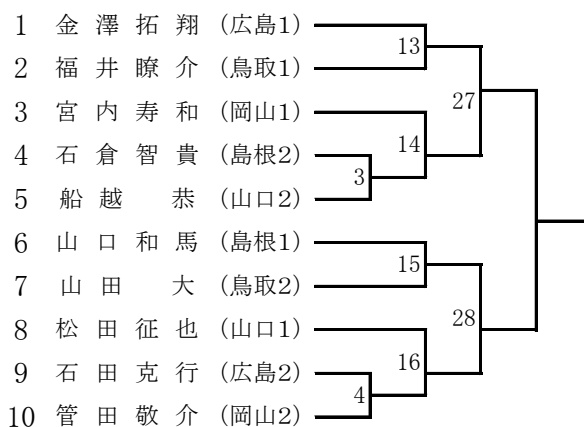 1 金澤拓翔 (広島1)
2 福井瞭介 (鳥取1)
3 宮内寿和 (岡山1)
4 石倉智貴 (島根2)
5 船越 恭 (山口2)
6 山口和馬 (島根1)
7 山田 大 (鳥取2)
8 松田征也 (山口1)
9 石田克行 (広島2)
10 管田敬介 (岡山2)
13
27
14
3
15
28
16
4